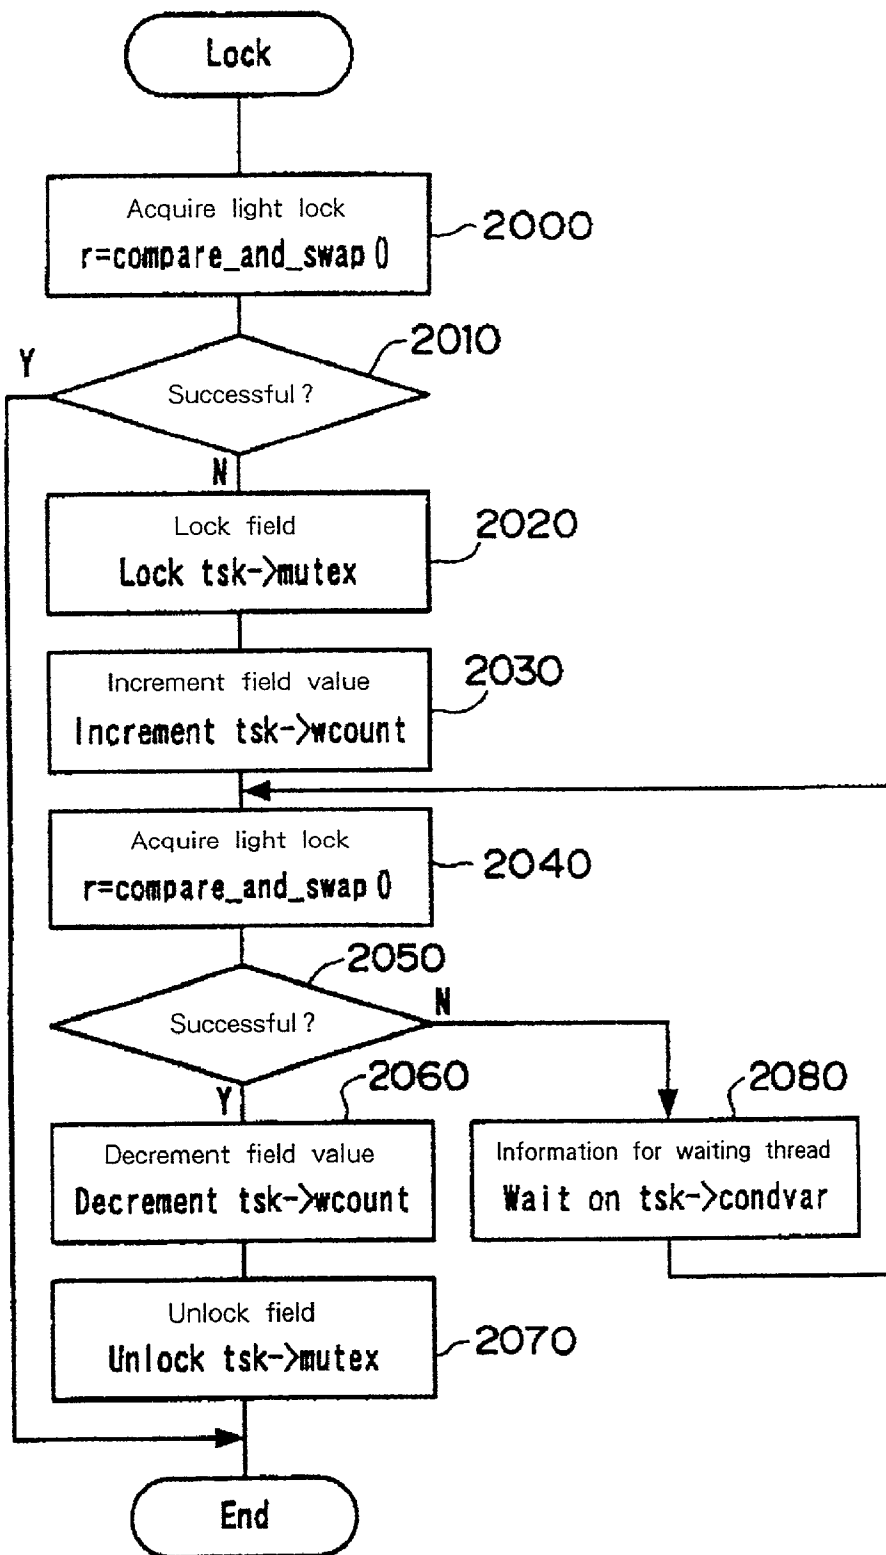 Lock
Acquire light lock
r=compare_and_swap()
2000
2010
Y
Successful?
N
Lock field
Lock tsk->mutex
2020
Increment field value
Increment tsk->wcount
2030
Acquire light lock
r=compare_and_swap()
2040
2050
Successful?
N
Y
2060
Decrement field value
Decrement tsk->wcount
2080
Information for waiting thread
Wait on tsk->condvar
Unlock field
Unlock tsk->mutex
2070
End